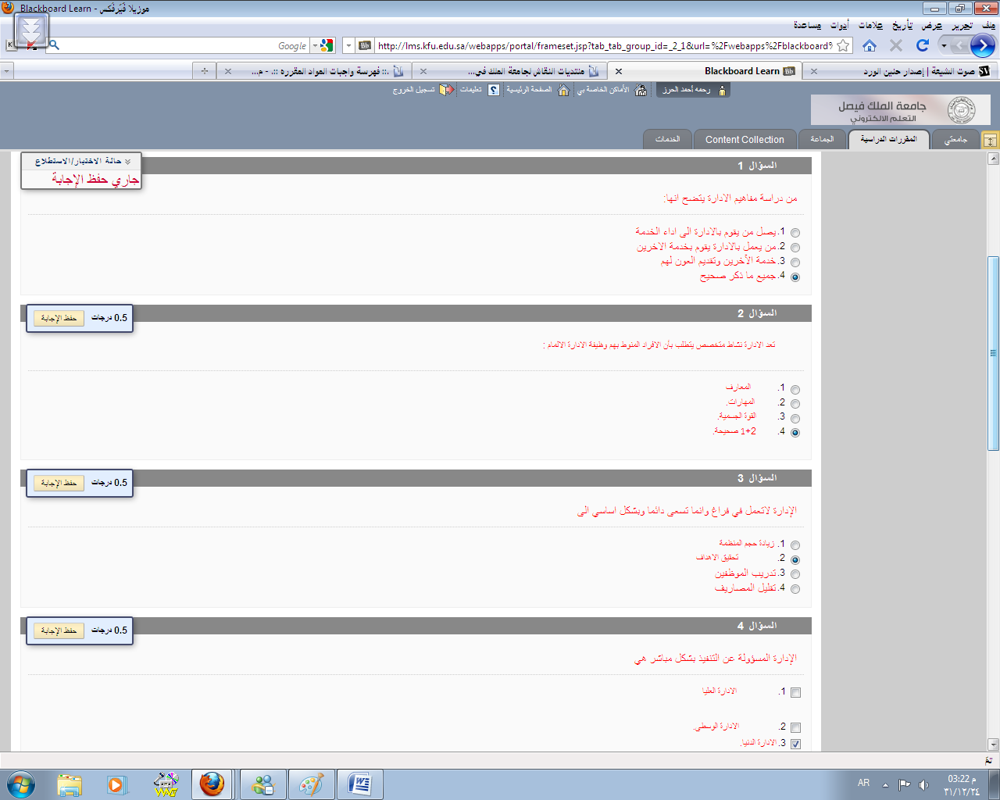 Blackboard Learn - موزيلا فَيَرفُكس
ملف تحرير عرض تأريخ علامات أدوات مساعدة
http://lms.kfu.edu.sa/webapps/portal/frameset.jsp?tab_tab_group_id=_2_1&url=%2Fwebapps%2Fblackboard%
Google
صوت الشيعة | إصدار حنين الورد
Blackboard Learn
منتديات النقاش لجامعة الملك في...
.:: فهرسة واجبات المواد المقرره ::. - م...
رحمه أحمد الحرز
الأماكن الخاصة بي
الصفحة الرئيسية
تعليمات
تسجيل الخروج
جامعة الملك فيصل
التعلم الالكتروني
جامعتي
المقررات الدراسية
الجماعة
Content Collection
الخدمات
حالة الاختبار/الاستطلاع
جاري حفظ الإجابة
السؤال 1
من دراسة مفاهيم الادارة يتضح انها:
1. يصل من يقوم بالادارة الى اداء الخدمة
2. من يعمل بالادارة يقوم بخدمة الاخرين
3. خدمة الأخرين وتقديم العون لهم
4. جميع ما ذكر صحيح
السؤال 2
0.5 درجات
حفظ الإجابة
تعد الادارة نشاط متخصص يتطلب بأن الافراد المنوط بهم وظيفة الادارة الالمام :
1. المعارف
2. المهارات.
3. القوة الجسمية.
4. 1+2 صحيحة.
السؤال 3
0.5 درجات
حفظ الإجابة
الإدارة لاتعمل في فراغ وانما تسعى دائما وبشكل اساسي الى
1. زيادة حجم المنظمة
2. تحقيق الاهداف
3. تدريب الموظفين
4. تقليل المصاريف
السؤال 4
0.5 درجات
حفظ الإجابة
الإدارة المسؤولة عن التنفيذ بشكل مباشر هي
1. الادارة العليا
2. الادارة الوسطى.
3. الادارة الدنيا.
تمّ
AR
03:22 م
٣١/١٢/٢٤